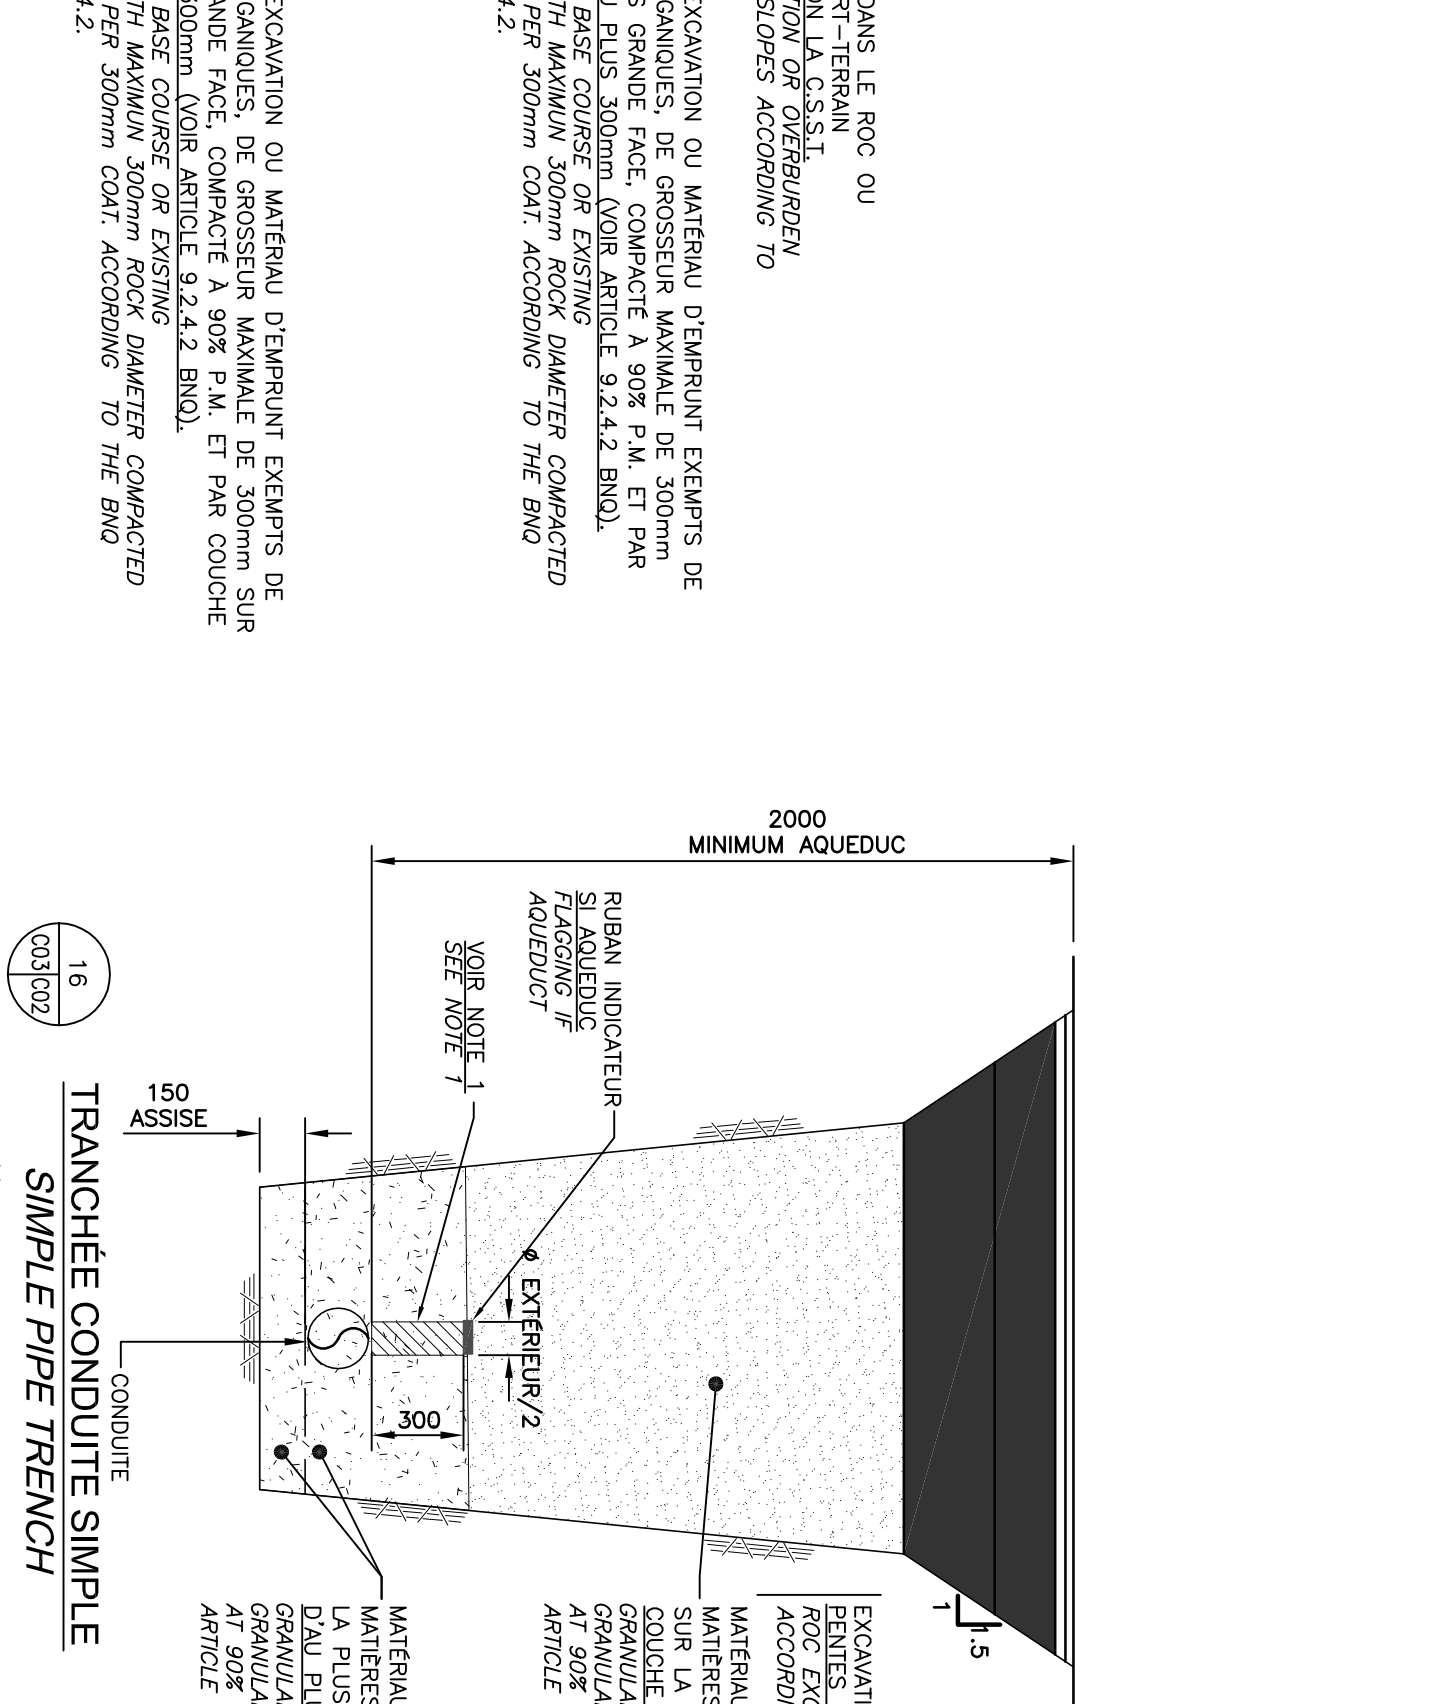 DANS LE ROC OU
RT-TERRAIN
ON LA C.S.S.T.
TION OR OVERBURDEN
SLOPES ACCORDING TO
EXCAVATION OU MATÉRIAU D'EMPRUNT EXEMPTS DE
GANIQUES, DE GROSSEUR MAXIMALE DE 300mm
S GRANDE FACE, COMPACTÉ À 90% P.M. ET PAR
U PLUS 300mm (VOIR ARTICLE 9.2.4.2 BNQ).
BASE COURSE OR EXISTING
TH MAXIMUN 300mm ROCK DIAMETER COMPACTED
PER 300mm COAT. ACCORDING TO THE BNQ
4.2.
EXCAVATION OU MATÉRIAU D'EMPRUNT EXEMPTS DE
GANIQUES, DE GROSSEUR MAXIMALE DE 300mm SUR
ANDE FACE, COMPACTÉ À 90% P.M. ET PAR COUCHE
300mm (VOIR ARTICLE 9.2.4.2 BNQ).
BASE COURSE OR EXISTING
TH MAXIMUN 300mm ROCK DIAMETER COMPACTED
PER 300mm COAT. ACCORDING TO THE BNQ
4.2.
2000
MINIMUM AQUEDUC
RUBAN INDICATEUR
SI AQUEDUC
FLAGGING IF
AQUEDUCT
VOIR NOTE 1
SEE NOTE 1
Ø EXTÉRIEUR/2
300
150
ASSISE
CONDUITE
1
1.5
EXCAVATI
PENTES
ROC EXC
ACCORDI
MATÉRIAU
MATIÈRES
SUR LA
COUCHE
GRANULA
GRANULA
AT 90%
ARTICLE
MATÉRIAU
MATIÈRES
LA PLUS
D'AU PLU
GRANULA
GRANULA
AT 90%
ARTICLE
16
C03 C02
TRANCHÉE CONDUITE SIMPLE
SIMPLE PIPE TRENCH